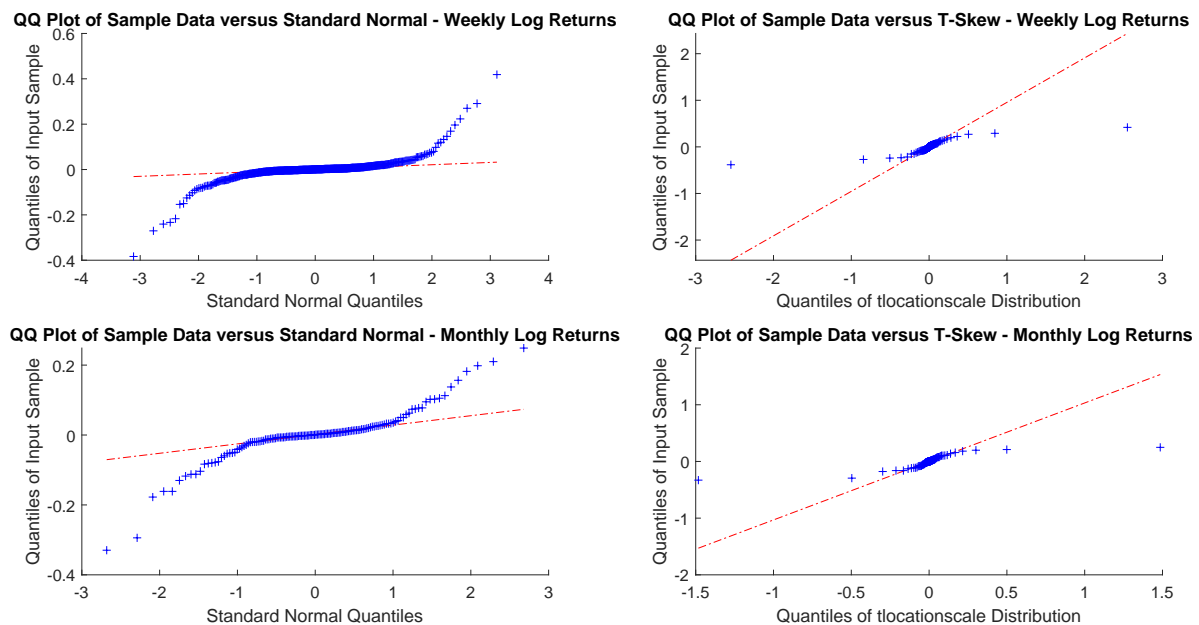 QQ Plot of Sample Data versus Standard Normal - Weekly Log Returns
Quantiles of Input Sample
0.6
0.4
0.2
0
-0.2
-0.4
-4 -3 -2 -1 0 1 2 3 4
Standard Normal Quantiles
QQ Plot of Sample Data versus T-Skew - Weekly Log Returns
Quantiles of Input Sample
2
1
0
-1
-2
-3 -2 -1 0 1 2 3
Quantiles of tlocationscale Distribution
QQ Plot of Sample Data versus Standard Normal - Monthly Log Returns
Quantiles of Input Sample
0.2
0
-0.2
-0.4
-3 -2 -1 0 1 2 3
Standard Normal Quantiles
QQ Plot of Sample Data versus T-Skew - Monthly Log Returns
Quantiles of Input Sample
2
1
0
-1
-2
-1.5 -1 -0.5 0 0.5 1 1.5
Quantiles of tlocationscale Distribution